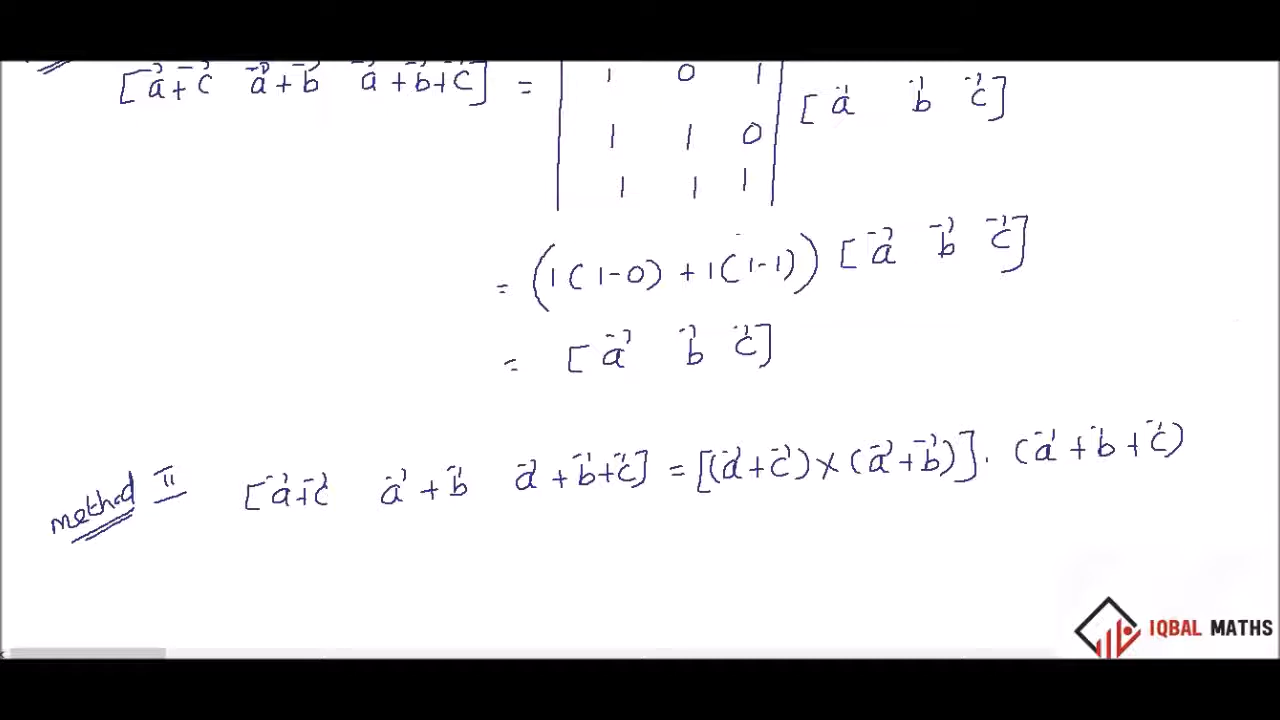 [a⃗+c⃗ a⃗+b⃗ a⃗+b⃗+c⃗] = | 1 0 1 | [a⃗ b⃗ c⃗]
| 1 1 0 |
| 1 1 1 |
= (1(1-0) + 1(1-1)) [a⃗ b⃗ c⃗]
= [a⃗ b⃗ c⃗]
method II [a⃗+c⃗ a⃗+b⃗ a⃗+b⃗+c⃗] = [(a⃗+c⃗)×(a⃗+b⃗)]·(a⃗+b⃗+c⃗)
IQBAL MATHS